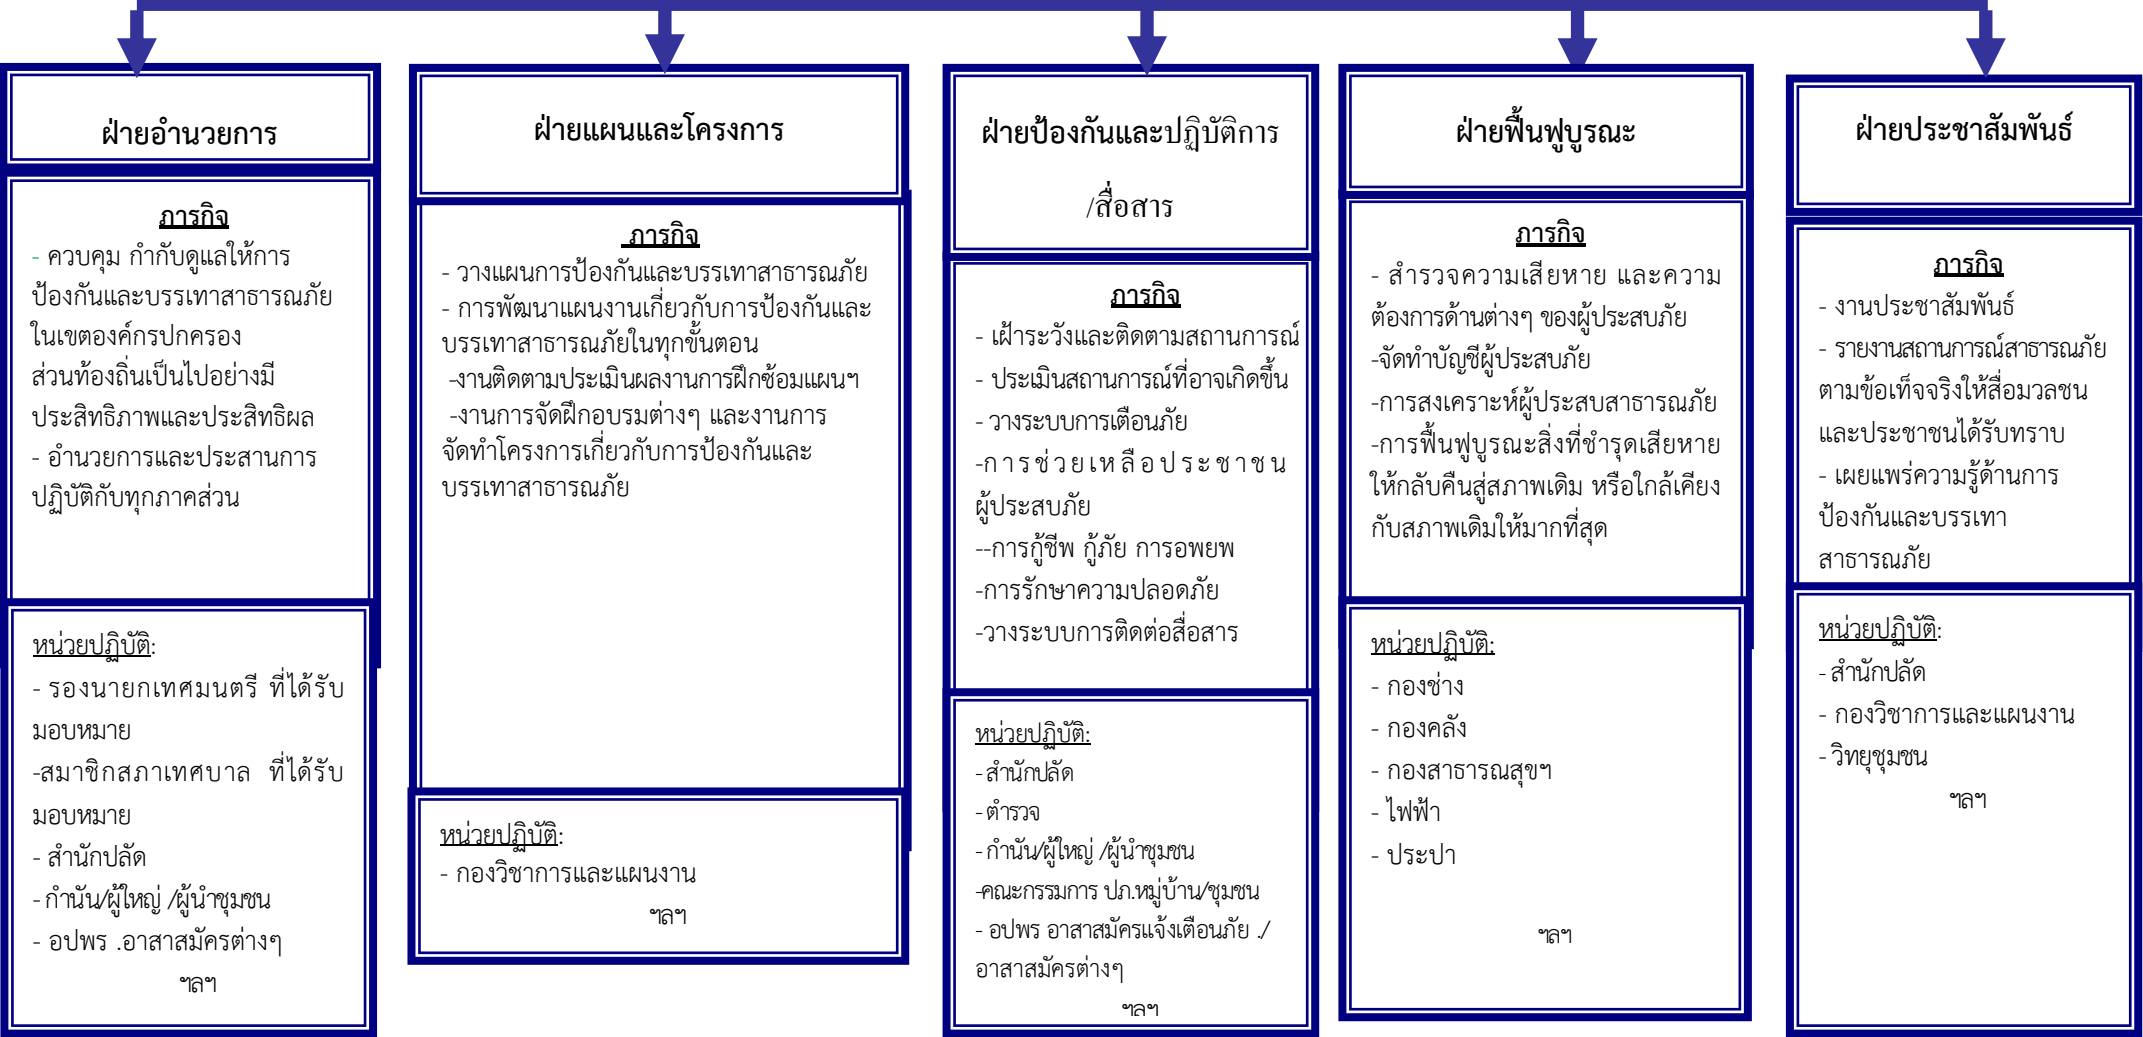 ฝ่ายอำนวยการ
ภารกิจ
- ควบคุม กำกับดูแลให้การ
ป้องกันและบรรเทาสาธารณภัย
ในเขตองค์กรปกครอง
ส่วนท้องถิ่นเป็นไปอย่างมี
ประสิทธิภาพและประสิทธิผล
- อำนวยการและประสานการ
ปฏิบัติกับทุกภาคส่วน
หน่วยปฏิบัติ:
- รองนายกเทศมนตรี ที่ได้รับ
มอบหมาย
-สมาชิกสภาเทศบาล ที่ได้รับ
มอบหมาย
- สำนักปลัด
- กำนัน/ผู้ใหญ่ /ผู้นำชุมชน
- อปพร .อาสาสมัครต่างๆ
ฯลฯ
ฝ่ายแผนและโครงการ
ภารกิจ
- วางแผนการป้องกันและบรรเทาสาธารณภัย
- การพัฒนาแผนงานเกี่ยวกับการป้องกันและ
บรรเทาสาธารณภัยในทุกขั้นตอน
-งานติดตามประเมินผลงานการฝึกซ้อมแผนฯ
-งานการจัดฝึกอบรมต่างๆ และงานการ
จัดทำโครงการเกี่ยวกับการป้องกันและ
บรรเทาสาธารณภัย
หน่วยปฏิบัติ:
- กองวิชาการและแผนงาน
ฯลฯ
ฝ่ายป้องกันและปฏิบัติการ
/สื่อสาร
ภารกิจ
- เฝ้าระวังและติดตามสถานการณ์
- ประเมินสถานการณ์ที่อาจเกิดขึ้น
- วางระบบการเตือนภัย
-การช่วยเหลือประชาชน
ผู้ประสบภัย
--การกู้ชีพ กู้ภัย การอพยพ
-การรักษาความปลอดภัย
-วางระบบการติดต่อสื่อสาร
หน่วยปฏิบัติ:
- สำนักปลัด
- ตำรวจ
- กำนัน/ผู้ใหญ่ /ผู้นำชุมชน
-คณะกรรมการ ปภ.หมู่บ้าน/ชุมชน
- อปพร อาสาสมัครแจ้งเตือนภัย ./
อาสาสมัครต่างๆ
ฯลฯ
ฝ่ายฟื้นฟูบูรณะ
ภารกิจ
- สำรวจความเสียหาย และความ
ต้องการด้านต่างๆ ของผู้ประสบภัย
-จัดทำบัญชีผู้ประสบภัย
-การสงเคราะห์ผู้ประสบสาธารณภัย
-การฟื้นฟูบูรณะสิ่งที่ชำรุดเสียหาย
ให้กลับคืนสู่สภาพเดิม หรือใกล้เคียง
กับสภาพเดิมให้มากที่สุด
หน่วยปฏิบัติ:
- กองช่าง
- กองคลัง
- กองสาธารณสุขฯ
- ไฟฟ้า
- ประปา
ฯลฯ
ฝ่ายประชาสัมพันธ์
ภารกิจ
- งานประชาสัมพันธ์
- รายงานสถานการณ์สาธารณภัย
ตามข้อเท็จจริงให้สื่อมวลชน
และประชาชนได้รับทราบ
- เผยแพร่ความรู้ด้านการ
ป้องกันและบรรเทา
สาธารณภัย
หน่วยปฏิบัติ:
- สำนักปลัด
- กองวิชาการและแผนงาน
- วิทยุชุมชน
ฯลฯ